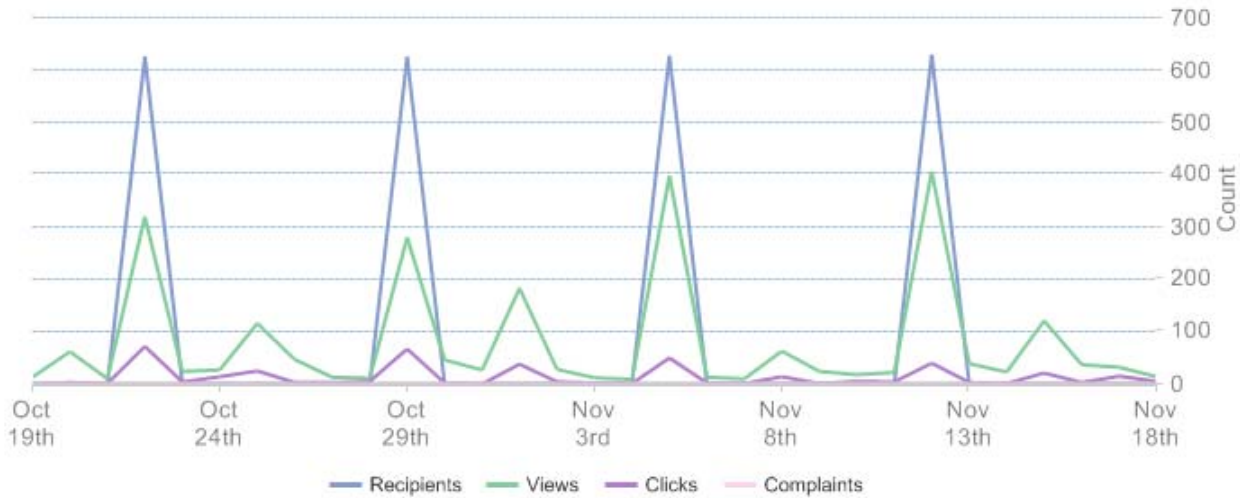 700
600
500
400
300
200
100
0
Count
Oct 19th
Oct 24th
Oct 29th
Nov 3rd
Nov 8th
Nov 13th
Nov 18th
Recipients Views Clicks Complaints